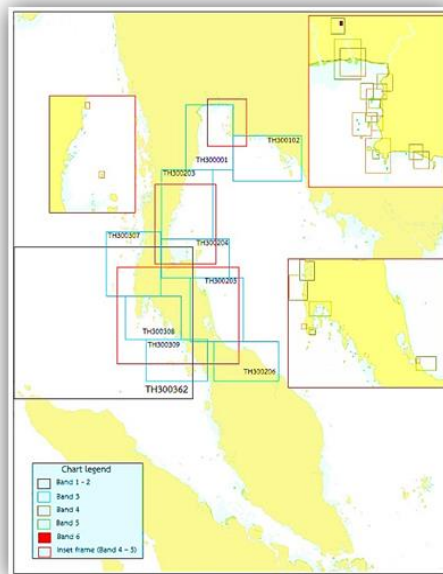 TH300102
TH300001
TH300203
TH300204
TH300307
TH300205
TH300308
TH300309
TH300206
TH300362
Chart legend
Band 1 - 2
Band 3
Band 4
Band 5
Band 6
Inset Frame (Band 4 - 5)